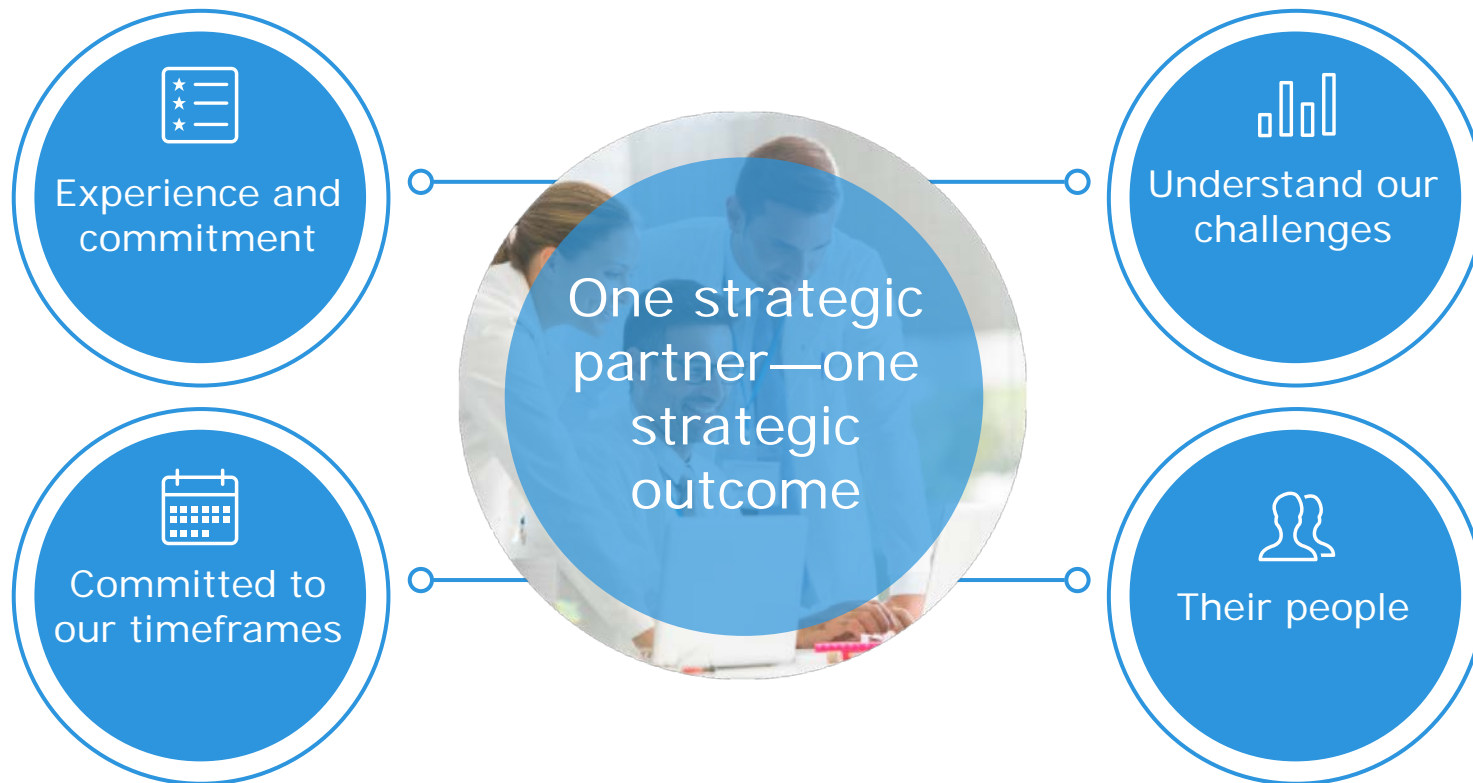 Experience and
commitment
Understand our
challenges
One strategic
partner—one
strategic
outcome
Committed to
our timeframes
Their people